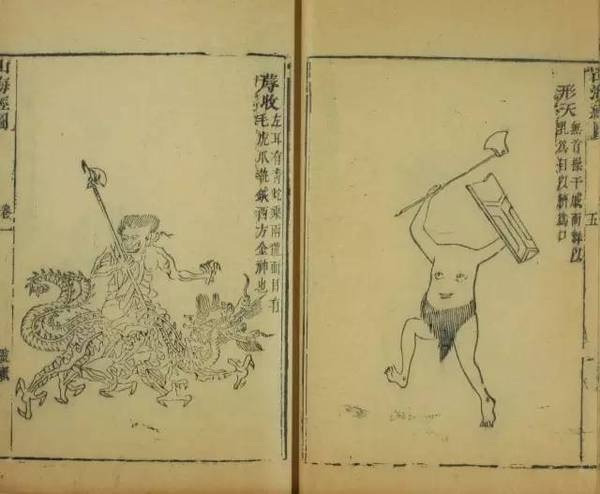 五
形天
無首操干戚而舞以
乳為目以臍為口
蓐收
左耳有青蛇乘兩龍面目有
毛虎爪執鉞西方金神也
山海經圖
卷一